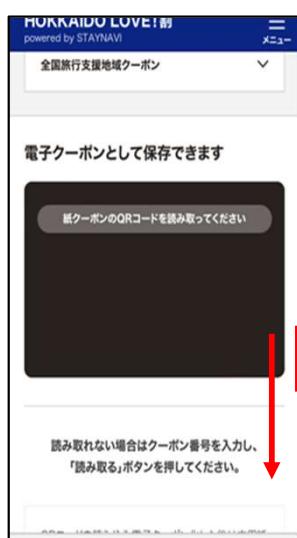 HOKKAIDO LOVE!割
powered by STAYNAVI
メニュー
全国旅行支援地域クーポン
電子クーポンとして保存できます
紙クーポンのQRコードを読み取ってください
読み取れない場合はクーポン番号を入力し、
「読み取る」ボタンを押してください。